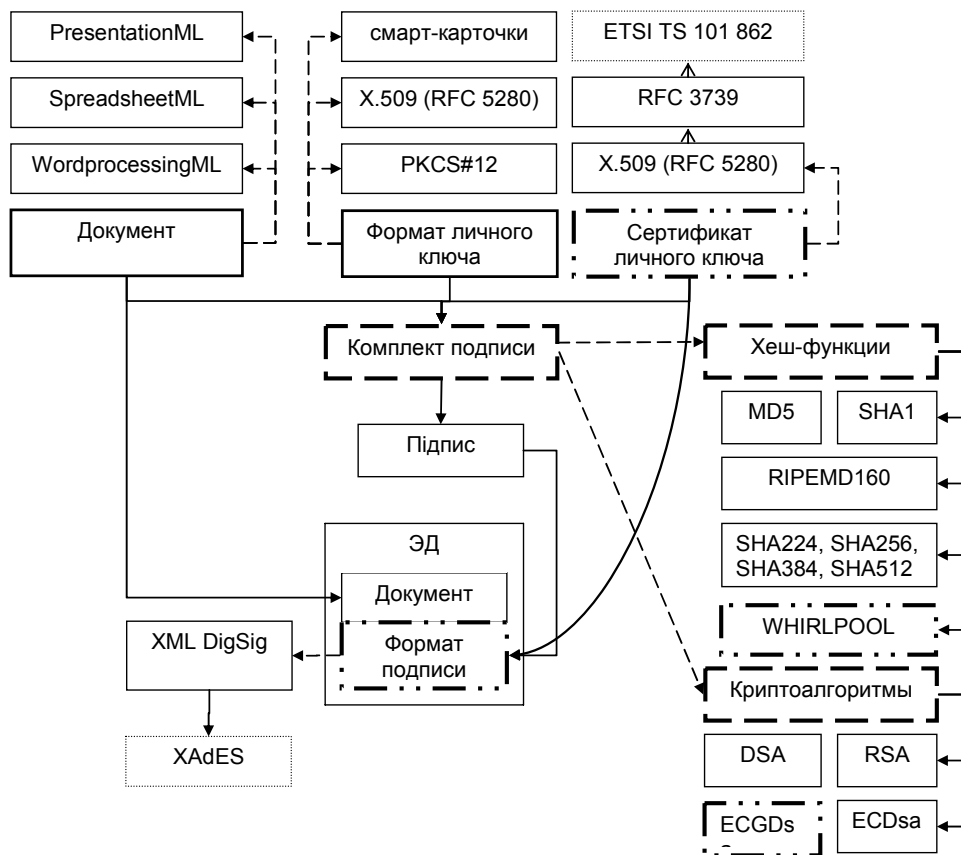 PresentationML
смарт-карточки
ETSI TS 101 862
SpreadsheetML
X.509 (RFC 5280)
RFC 3739
WordprocessingML
PKCS#12
X.509 (RFC 5280)
Документ
Формат личного
ключа
Сертификат
личного ключа
Комплект подписи
Хеш-функции
MD5
SHA1
Підпис
RIPEMD160
ЭД
SHA224, SHA256,
SHA384, SHA512
Документ
WHIRLPOOL
XML DigSig
Формат
подписи
Криптоалгоритмы
XAdES
DSA
RSA
ECGDs
ECDsa